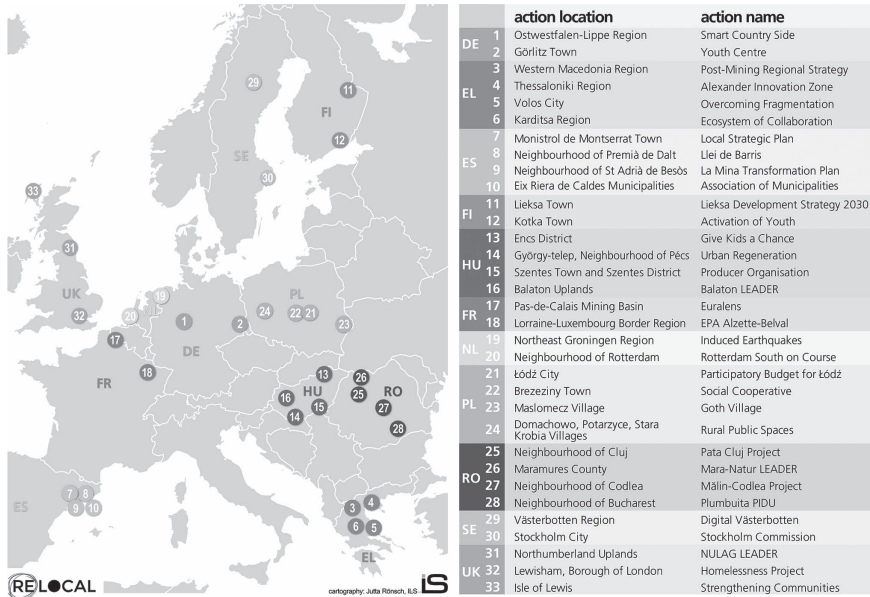 29
11
FI
12
SE
30
33
31
UK
32
19
NL
20
1
2
DE
PL
24
22
21
23
17
18
FR
13
HU
16
15
14
26
25
RO
27
28
ES
7
8
9
10
3
4
6
5
EL
RELOCAL
cartography: Jutta Rönsch, ILS
iLS
action location action name
DE
1 Ostwestfalen-Lippe Region Smart Country Side
2 Görlitz Town Youth Centre
EL
3 Western Macedonia Region Post-Mining Regional Strategy
4 Thessaloniki Region Alexander Innovation Zone
5 Volos City Overcoming Fragmentation
6 Karditsa Region Ecosystem of Collaboration
ES
7 Monistrol de Montserrat Town Local Strategic Plan
8 Neighbourhood of Premià de Dalt Llei de Barris
9 Neighbourhood of St Adrià de Besòs La Mina Transformation Plan
10 Eix Riera de Caldes Municipalities Association of Municipalities
FI
11 Lieksa Town Lieksa Development Strategy 2030
12 Kotka Town Activation of Youth
HU
13 Encs District Give Kids a Chance
14 György-telep, Neighbourhood of Pécs Urban Regeneration
15 Szentes Town and Szentes District Producer Organisation
16 Balaton Uplands Balaton LEADER
FR
17 Pas-de-Calais Mining Basin Euralens
18 Lorraine-Luxembourg Border Region EPA Alzette-Belval
NL
19 Northeast Groningen Region Induced Earthquakes
20 Neighbourhood of Rotterdam Rotterdam South on Course
PL
21 Łódź City Participatory Budget for Łódź
22 Brezeziny Town Social Cooperative
23 Maslomecz Village Goth Village
24 Domachowo, Potarzyce, Stara
Krobia Villages Rural Public Spaces
RO
25 Neighbourhood of Cluj Pata Cluj Project
26 Maramures County Mara-Natur LEADER
27 Neighbourhood of Codlea Mălin-Codlea Project
28 Neighbourhood of Bucharest Plumbuita PIDU
SE
29 Västerbotten Region Digital Västerbotten
30 Stockholm City Stockholm Commission
UK
31 Northumberland Uplands NULAG LEADER
32 Lewisham, Borough of London Homelessness Project
33 Isle of Lewis Strengthening Communities